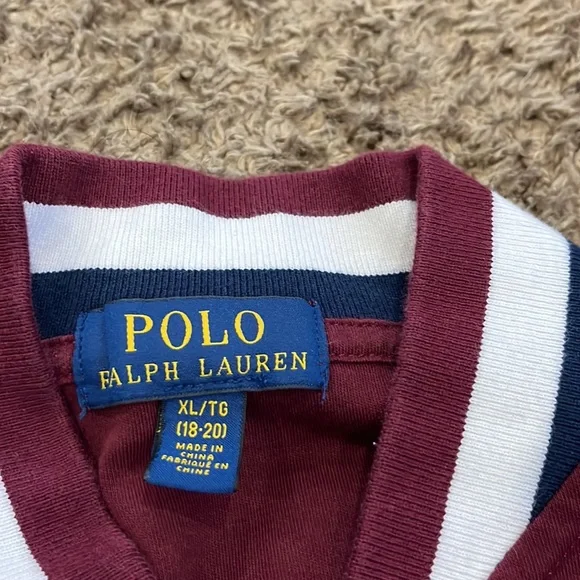 POLO
RALPH LAUREN
XL/TG
(18-20)
MADE IN
CHINA
FABRIQUÉ EN
CHINE